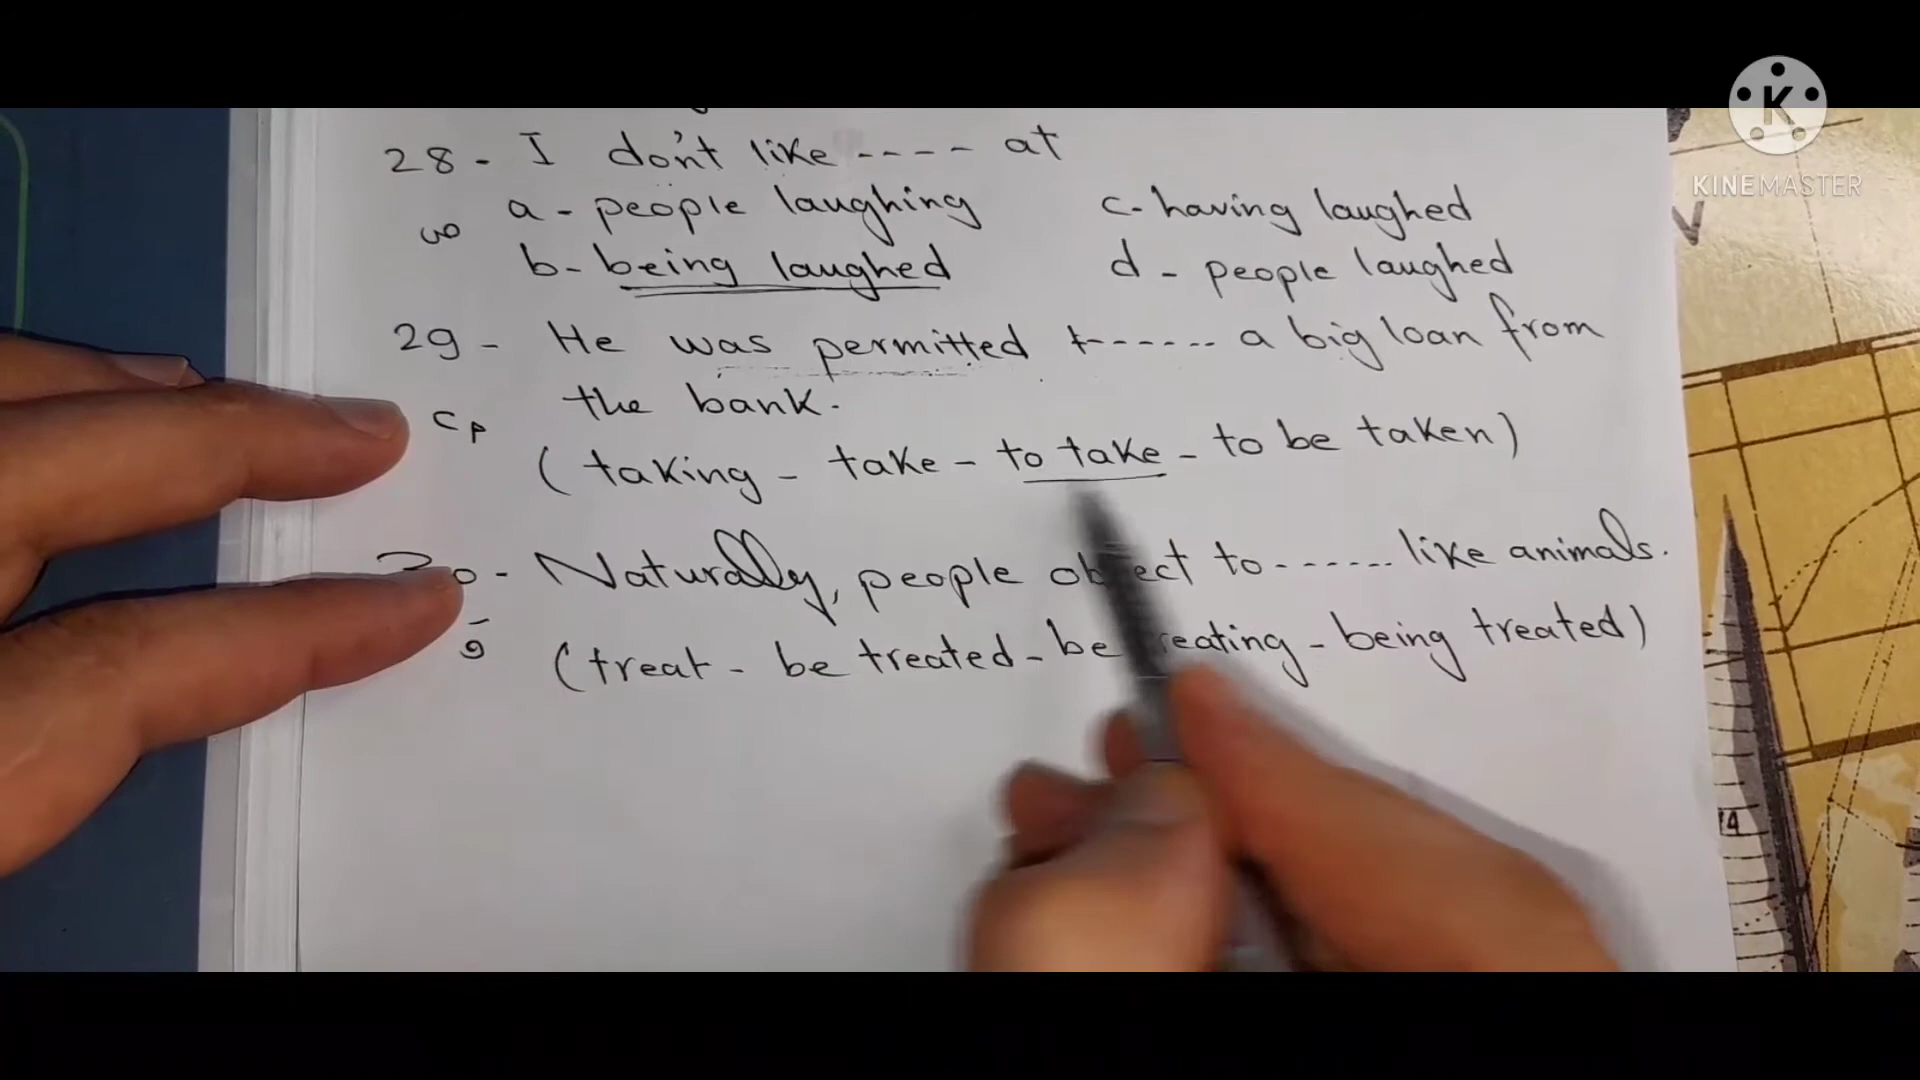 KINEMASTER
28 - I don't like ---- at
a - people laughing c - having laughed
b - being laughed d - people laughed
29 - He was permitted t------ a big loan from
the bank.
(taking - take - to take - to be taken)
- Naturally, people object to ------ like animals.
(treat - be treated - be treating - being treated)